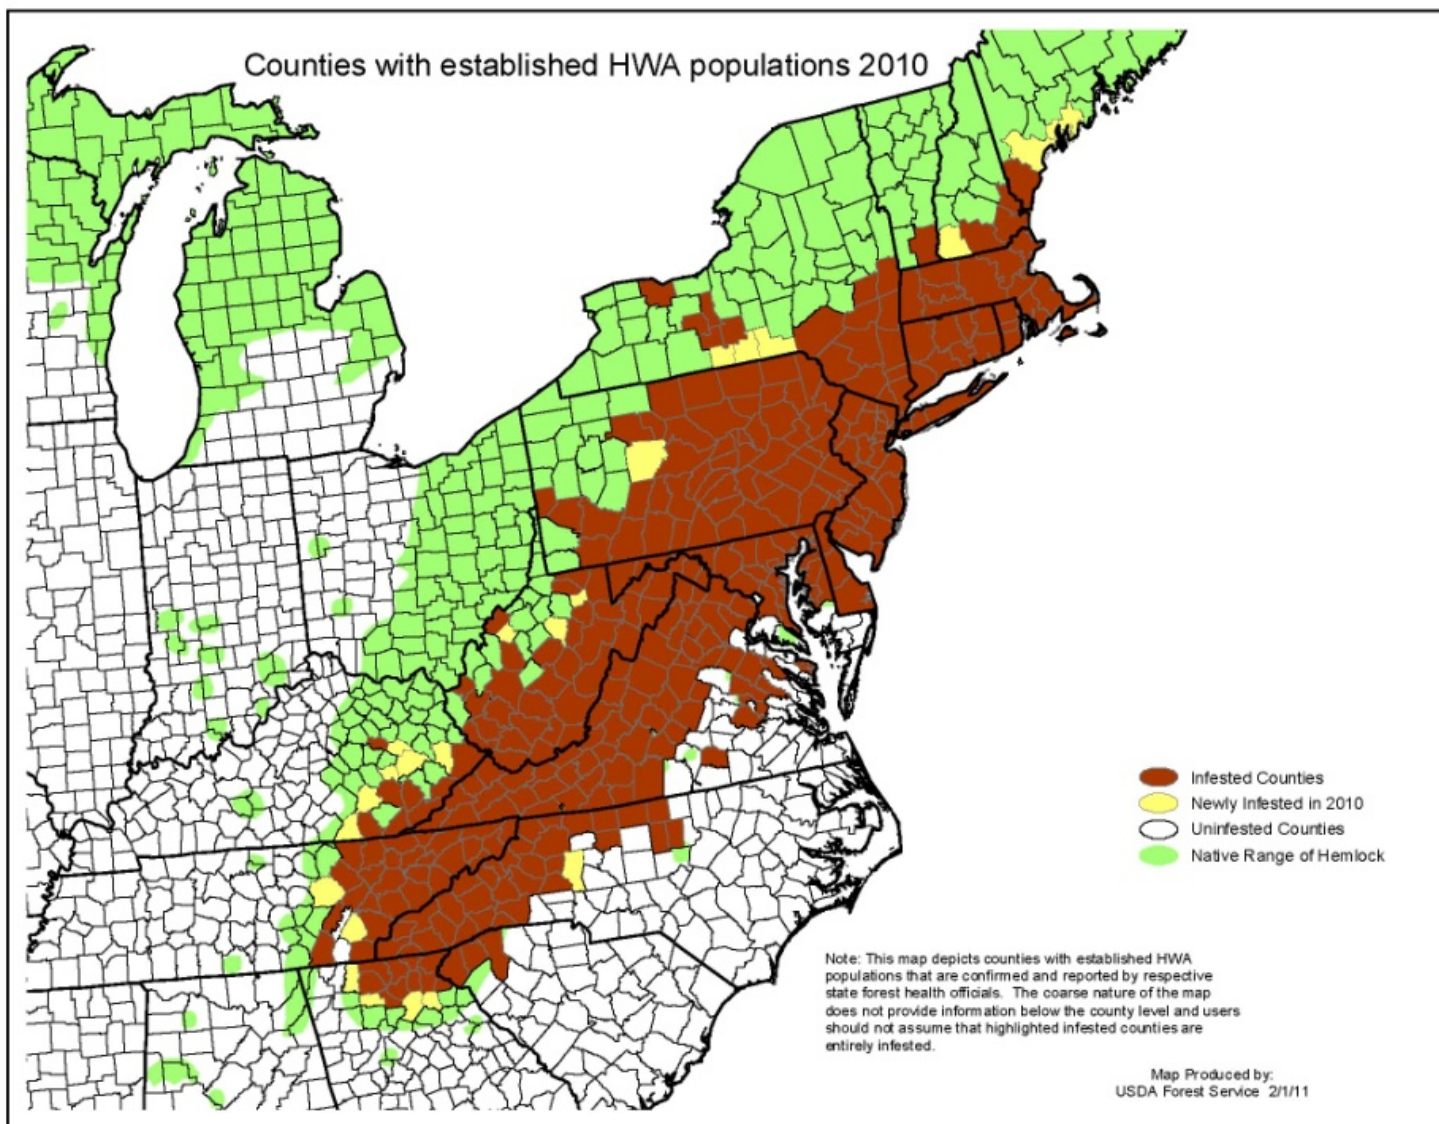 Counties with established HWA populations 2010
Infested Counties
Newly Infested in 2010
Uninfested Counties
Native Range of Hemlock
Note: This map depicts counties with established HWA
populations that are confirmed and reported by respective
state forest health officials. The coarse nature of the map
does not provide information below the county level and users
should not assume that highlighted infested counties are
entirely infested.
Map Produced by:
USDA Forest Service 2/1/11